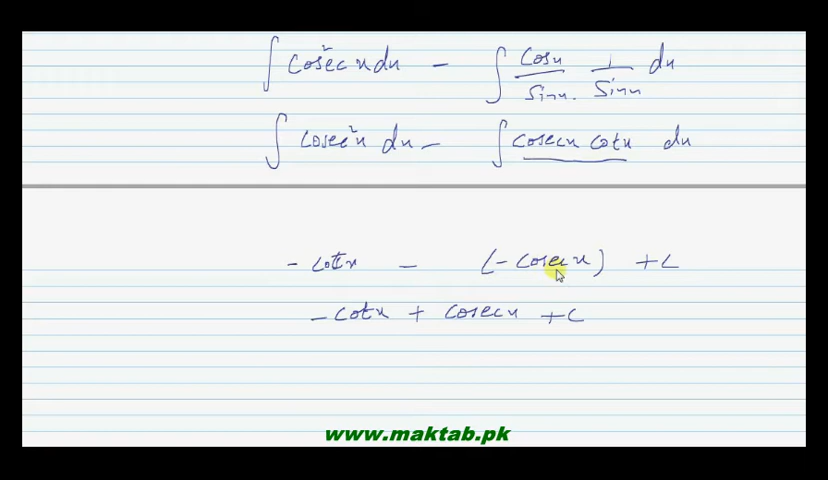 ∫ Cosec²x dx − ∫ Cosx/Sinx. 1/Sinx dx
∫ Cosec²x dx − ∫ Cosecx Cotx dx
- Cotx − (- Cosecx) + C
- Cotx + Cosecx + C
www.maktab.pk